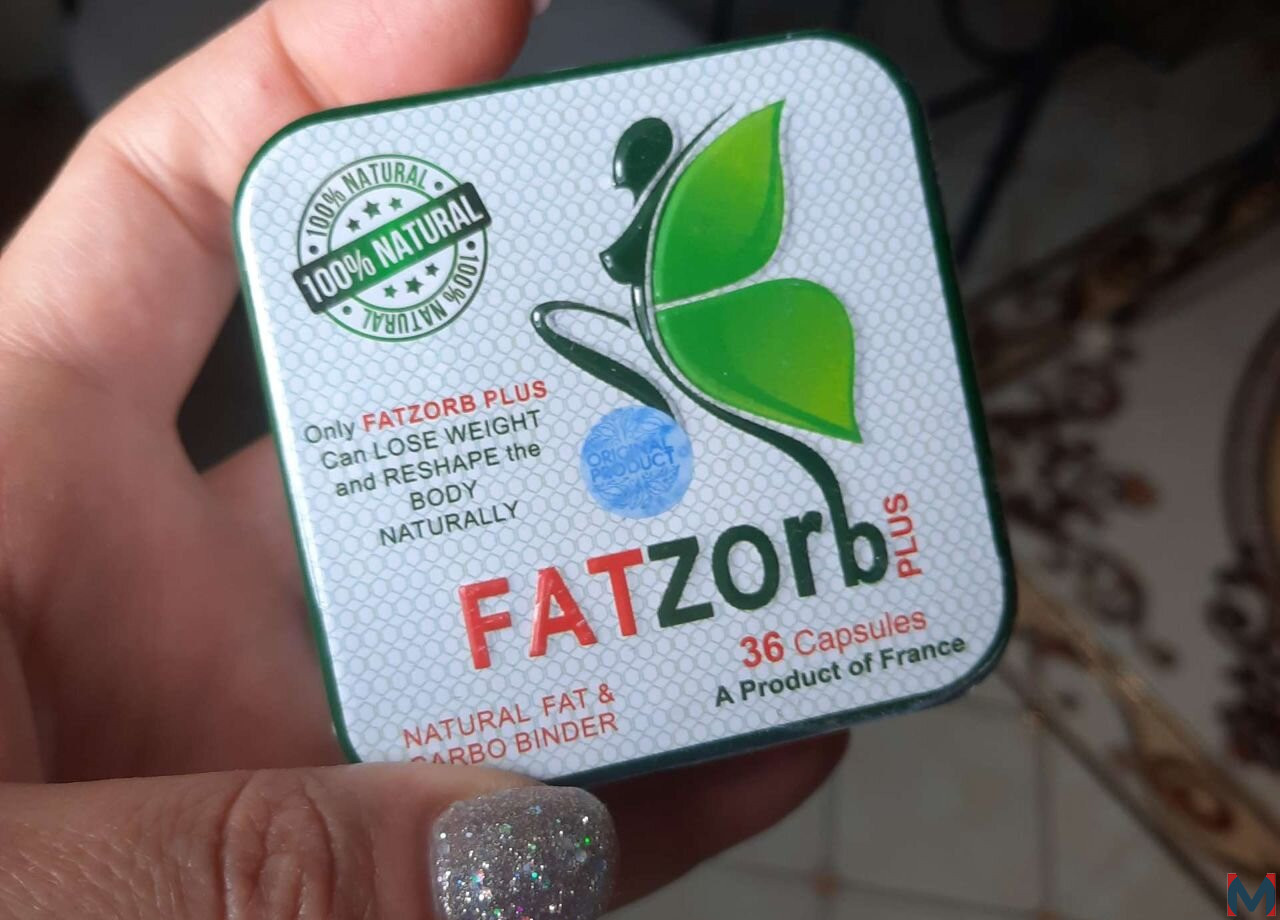 100% NATURAL
100% NATURAL
100% NATURAL
NATURAL
Only FATZORB PLUS
Can LOSE WEIGHT
and RESHAPE the
BODY
NATURALLY
ORIGINAL
PRODUCT
FATzorb PLUS
36 Capsules
A Product of France
NATURAL FAT &
CARBO BINDER
M